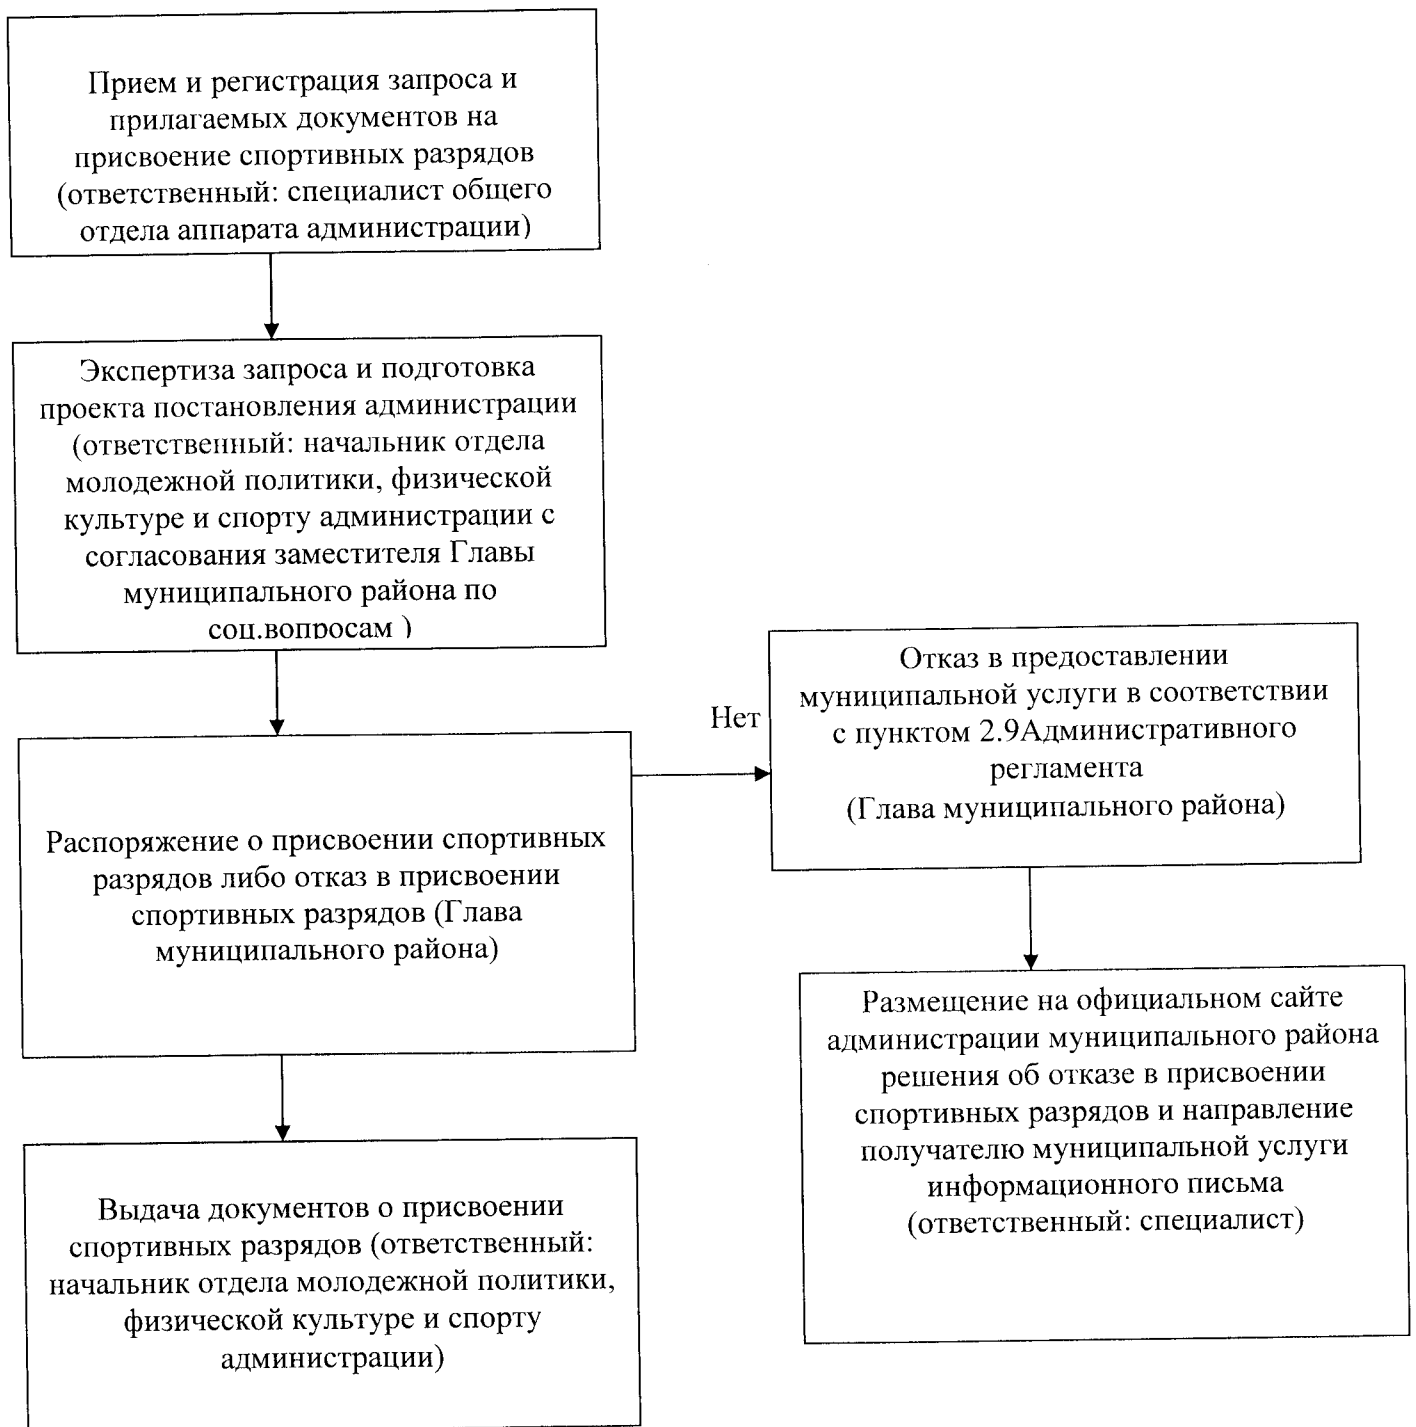 Прием и регистрация запроса и
прилагаемых документов на
присвоение спортивных разрядов
(ответственный: специалист общего
отдела аппарата администрации)
Экспертиза запроса и подготовка
проекта постановления администрации
(ответственный: начальник отдела
молодежной политики, физической
культуре и спорту администрации с
согласования заместителя Главы
муниципального района по
соц.вопросам )
Распоряжение о присвоении спортивных
разрядов либо отказ в присвоении
спортивных разрядов (Глава
муниципального района)
Нет
Отказ в предоставлении
муниципальной услуги в соответствии
с пунктом 2.9Административного
регламента
(Глава муниципального района)
Размещение на официальном сайте
администрации муниципального района
решения об отказе в присвоении
спортивных разрядов и направление
получателю муниципальной услуги
информационного письма
(ответственный: специалист)
Выдача документов о присвоении
спортивных разрядов (ответственный:
начальник отдела молодежной политики,
физической культуре и спорту
администрации)